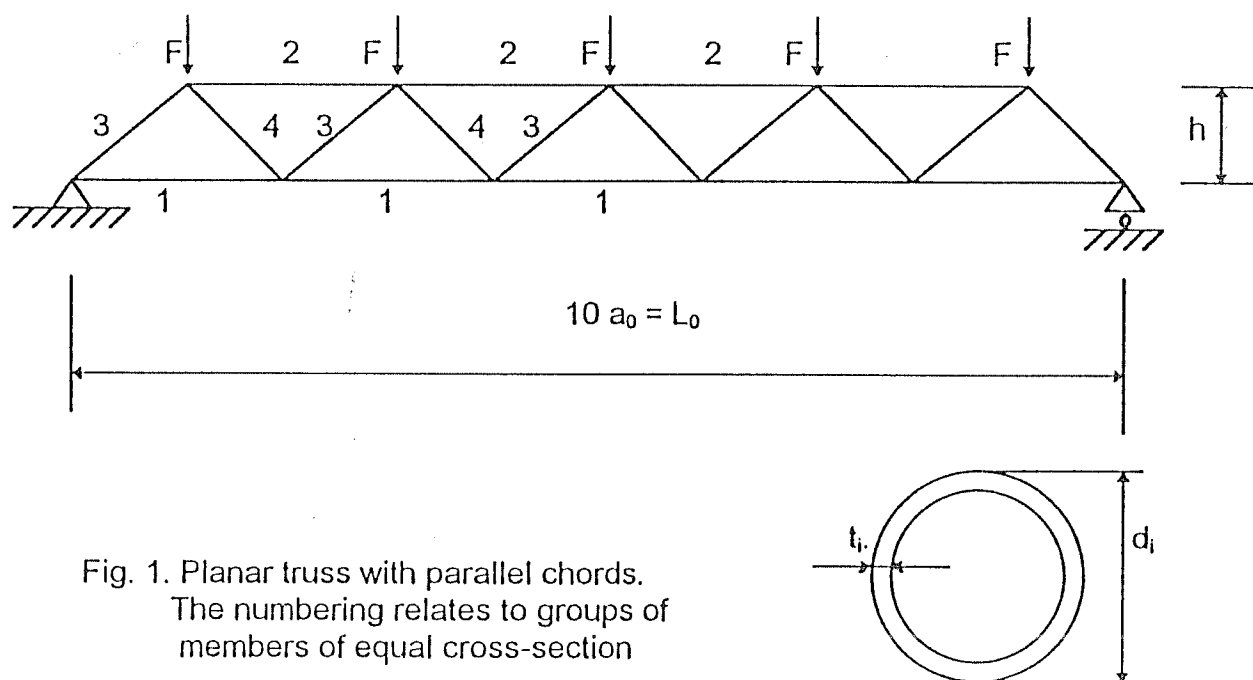 F 2 F 2 F 2 F F
3 4 3 4 3 h
1 1 1
10 a₀ = L₀
tᵢ. dᵢ
Fig. 1. Planar truss with parallel chords.
The numbering relates to groups of
members of equal cross-section